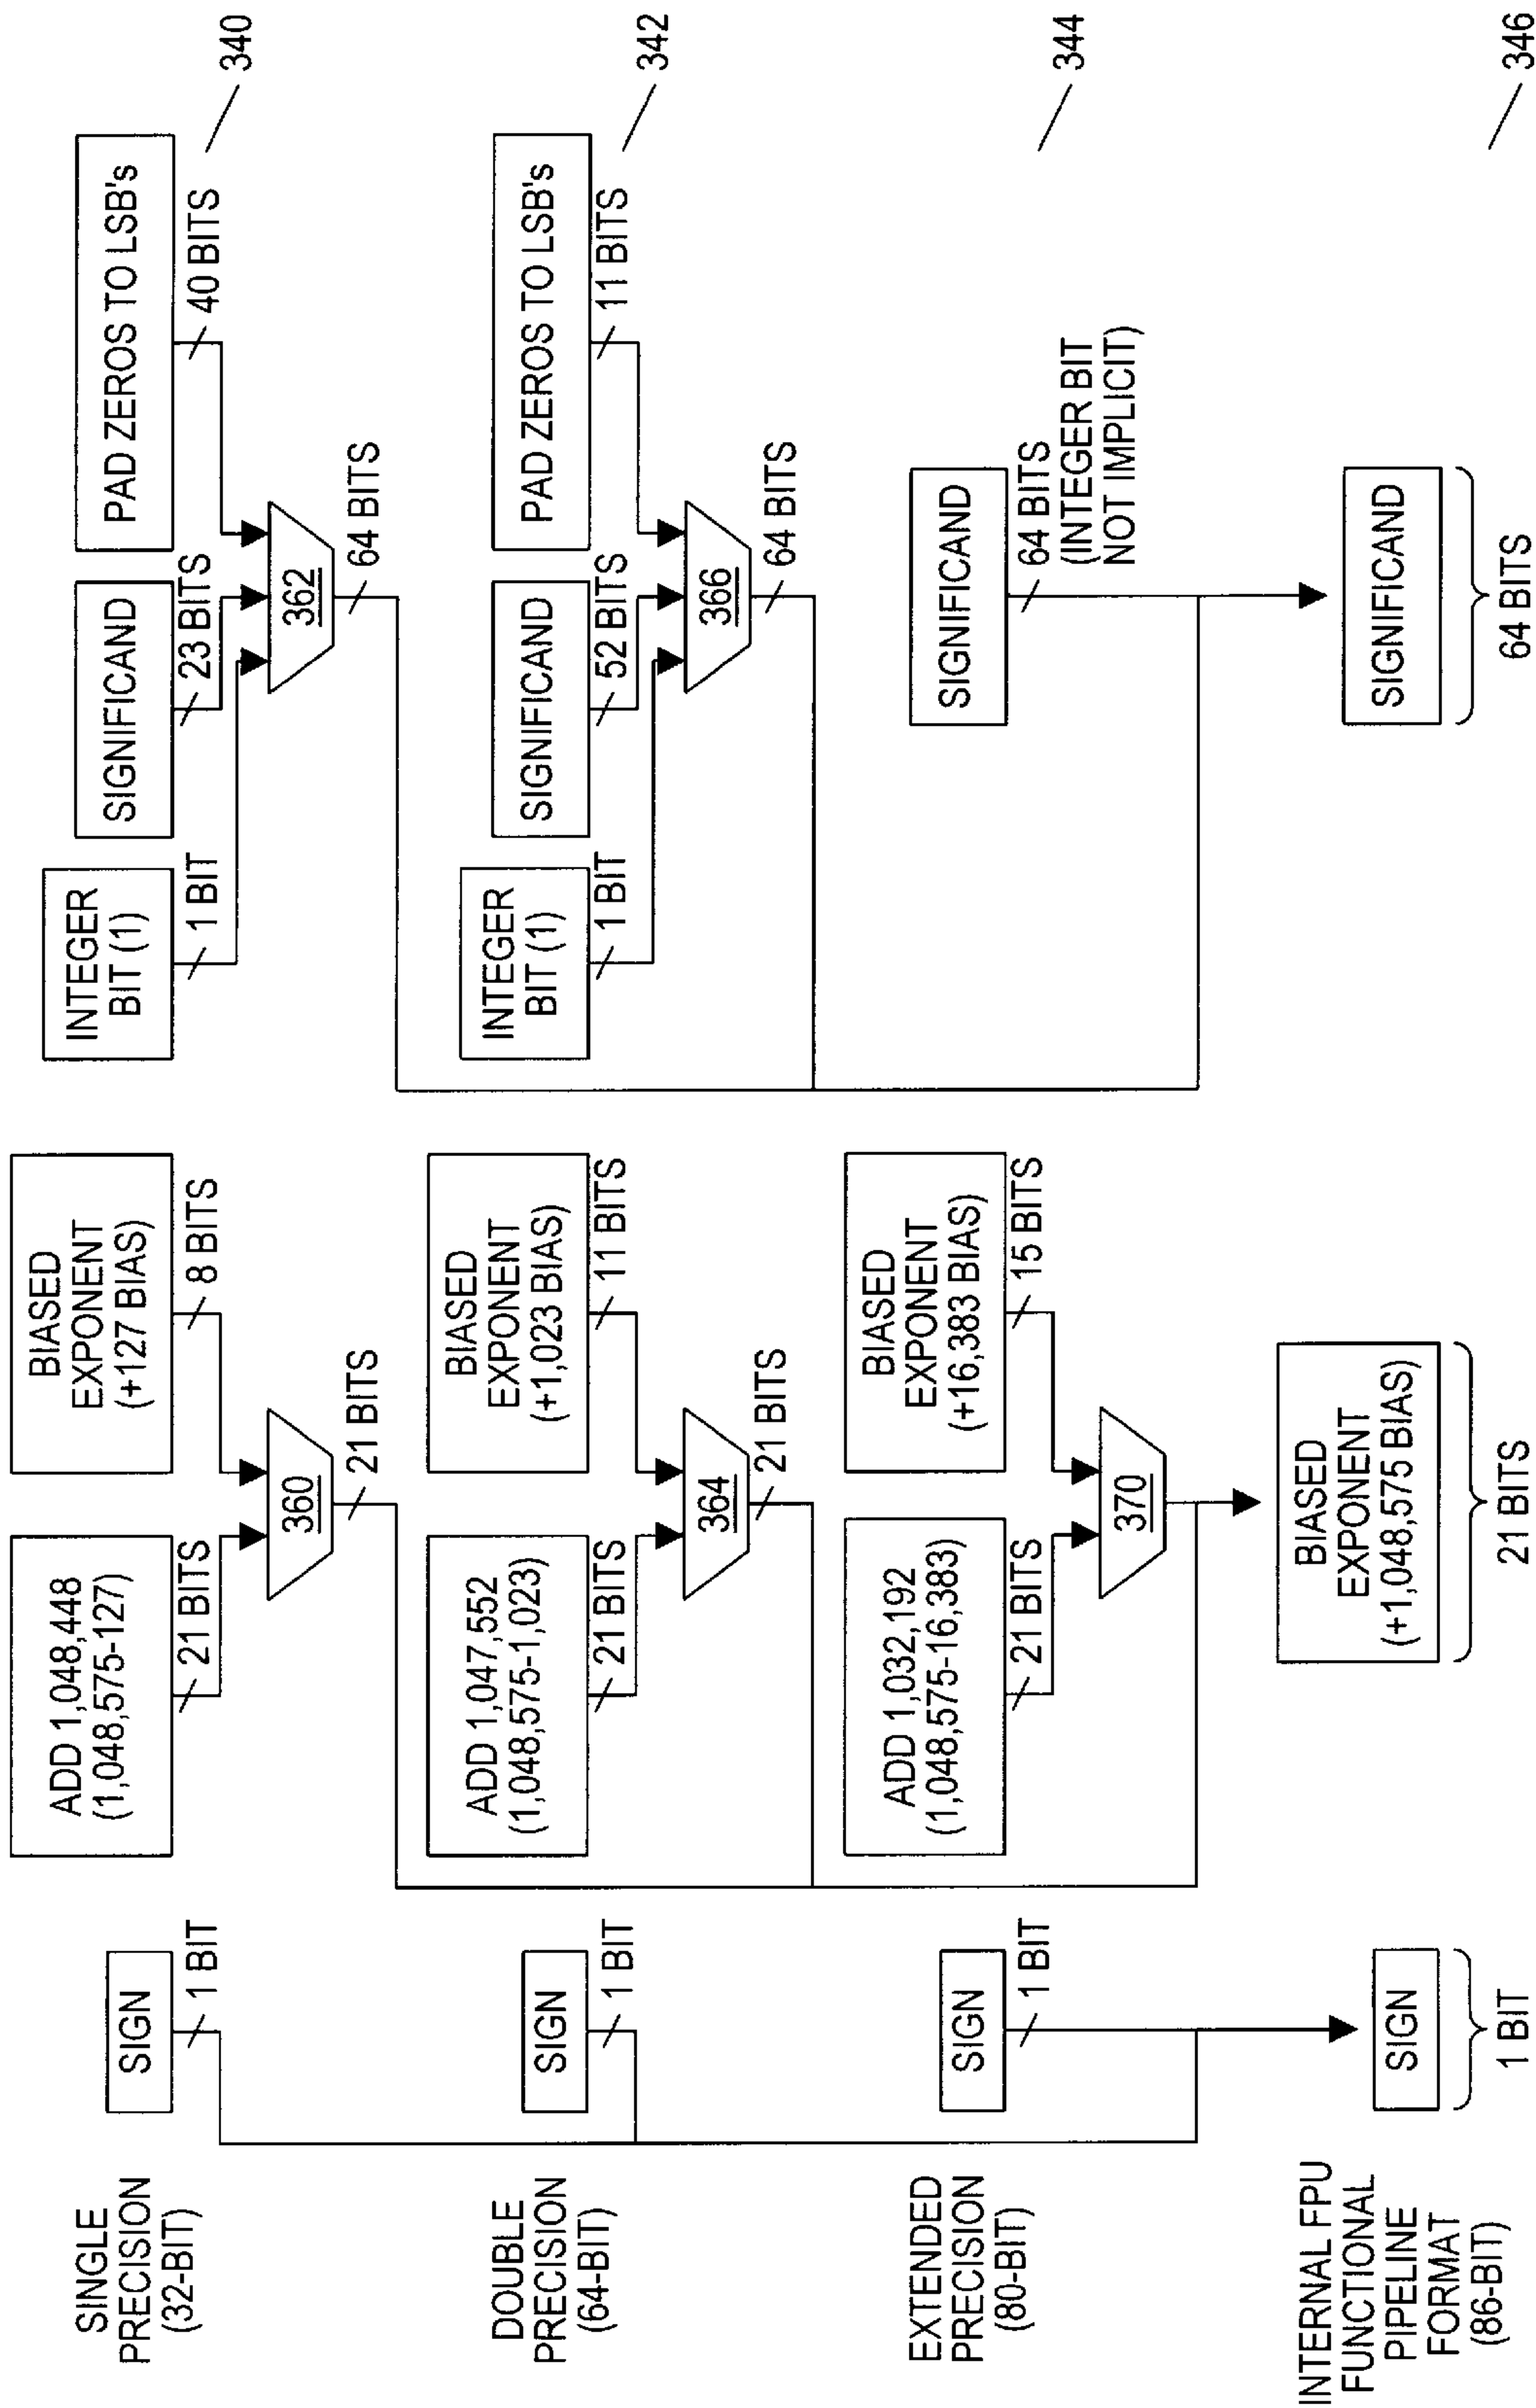 SINGLE
PRECISION
(32-BIT)
SIGN
1 BIT
ADD 1,048,448
(1,048,575-127)
21 BITS
BIASED
EXPONENT
(+127 BIAS)
8 BITS
360
21 BITS
INTEGER
BIT (1)
1 BIT
SIGNIFICAND
23 BITS
PAD ZEROS TO LSB's
40 BITS
362
64 BITS
340
DOUBLE
PRECISION
(64-BIT)
SIGN
1 BIT
ADD 1,047,552
(1,048,575-1,023)
21 BITS
BIASED
EXPONENT
(+1,023 BIAS)
11 BITS
364
21 BITS
INTEGER
BIT (1)
1 BIT
SIGNIFICAND
52 BITS
PAD ZEROS TO LSB's
11 BITS
366
64 BITS
342
EXTENDED
PRECISION
(80-BIT)
SIGN
1 BIT
ADD 1,032,192
(1,048,575-16,383)
21 BITS
BIASED
EXPONENT
(+16,383 BIAS)
15 BITS
370
SIGNIFICAND
64 BITS
(INTEGER BIT
NOT IMPLICIT)
344
INTERNAL FPU
FUNCTIONAL
PIPELINE
FORMAT
(86-BIT)
SIGN
1 BIT
BIASED
EXPONENT
(+1,048,575 BIAS)
21 BITS
SIGNIFICAND
64 BITS
346